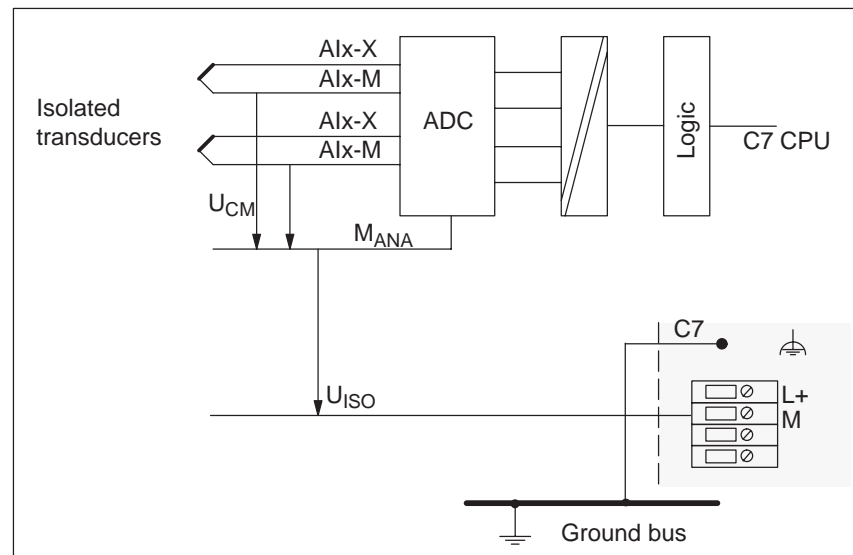 AIx-X
AIx-M
Isolated
transducers
AIx-X
AIx-M
ADC
Logic
C7 CPU
UCM
MANA
C7
UISO
L+
M
Ground bus